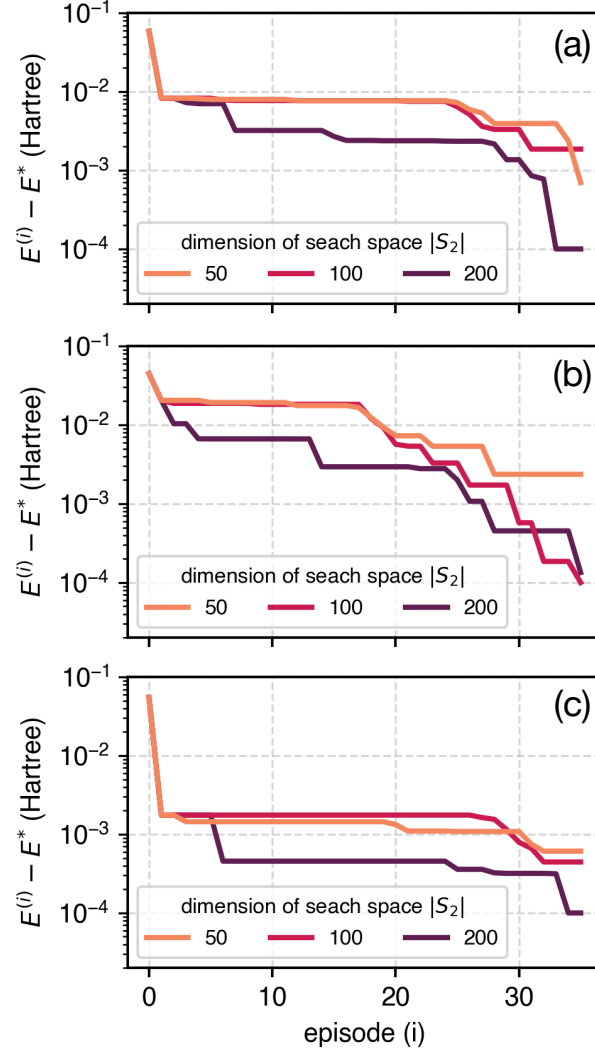 (a)
10⁻¹
10⁻²
10⁻³
10⁻⁴
E⁽ⁱ⁾ − E* (Hartree)
dimension of seach space |S₂|
50 100 200
(b)
10⁻¹
10⁻²
10⁻³
10⁻⁴
E⁽ⁱ⁾ − E* (Hartree)
dimension of seach space |S₂|
50 100 200
(c)
10⁻¹
10⁻²
10⁻³
10⁻⁴
E⁽ⁱ⁾ − E* (Hartree)
dimension of seach space |S₂|
50 100 200
0 10 20 30
episode (i)